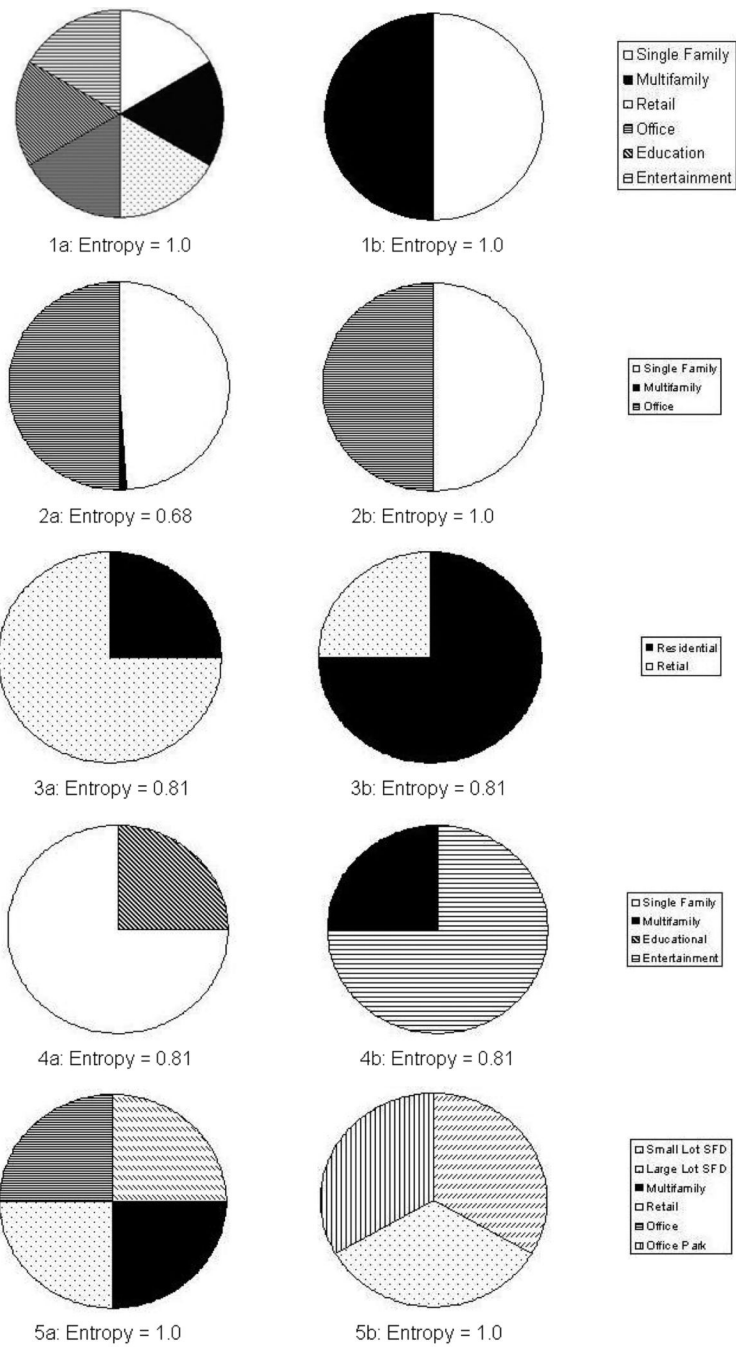 Single Family
Multifamily
Retail
Office
Education
Entertainment
1a: Entropy = 1.0
1b: Entropy = 1.0
Single Family
Multifamily
Office
2a: Entropy = 0.68
2b: Entropy = 1.0
Residential
Retial
3a: Entropy = 0.81
3b: Entropy = 0.81
Single Family
Multifamily
Educational
Entertainment
4a: Entropy = 0.81
4b: Entropy = 0.81
Small Lot SFD
Large Lot SFD
Multifamily
Retail
Office
Office Park
5a: Entropy = 1.0
5b: Entropy = 1.0